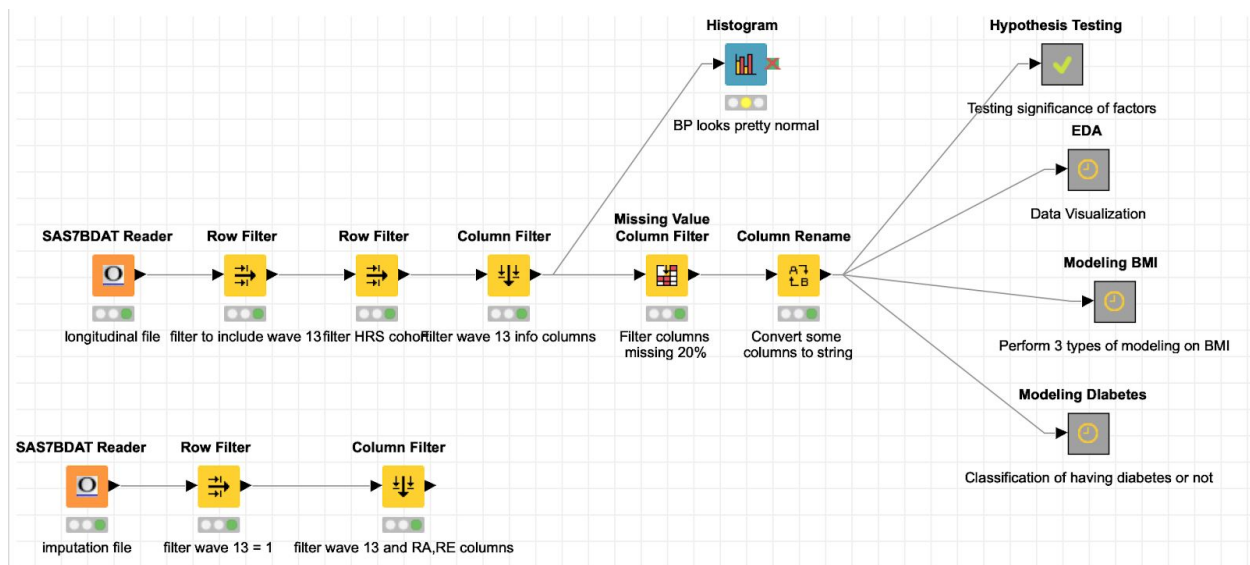 Histogram
BP looks pretty normal
Hypothesis Testing
Testing significance of factors
EDA
Data Visualization
SAS7BDAT Reader
longitudinal file
Row Filter
filter to include wave 13
Row Filter
filter HRS cohort
Column Filter
Filter wave 13 info columns
Missing Value
Column Filter
Filter columns
missing 20%
Column Rename
A
B
Convert some
columns to string
Modeling BMI
Perform 3 types of modeling on BMI
Modeling DIabetes
Classification of having diabetes or not
SAS7BDAT Reader
imputation file
Row Filter
filter wave 13 = 1
Column Filter
filter wave 13 and RA,RE columns